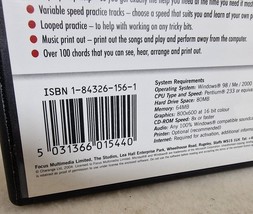 Variable speed practice tracks - choose a speed that suits you and learn at your own
Looped practice - to help with working on any tricky bits.
Music print out - print out the songs and play and perform away from the computer.
Over 100 chords that you can see, hear, arrange and print out.
ISBN 1-84326-156-1
5 031366 015440
System Requirements
Operating System: Windows® 98 / Me / 2000
CPU Type and Speed: Pentium® 233 or
Hard Drive Space: 80MB
Memory: 64MB
Graphics: 800x600 at 16 bit colour
CD-ROM Speed: 8x or faster
Audio: Windows® compatible sound
Printer: Optional (recommended)
Internet: Required for activation, additional
Focus Multimedia Limited, The Studios, Lea Hall Enterprise Park, Wheelhouse Road, Rugeley, Staffs